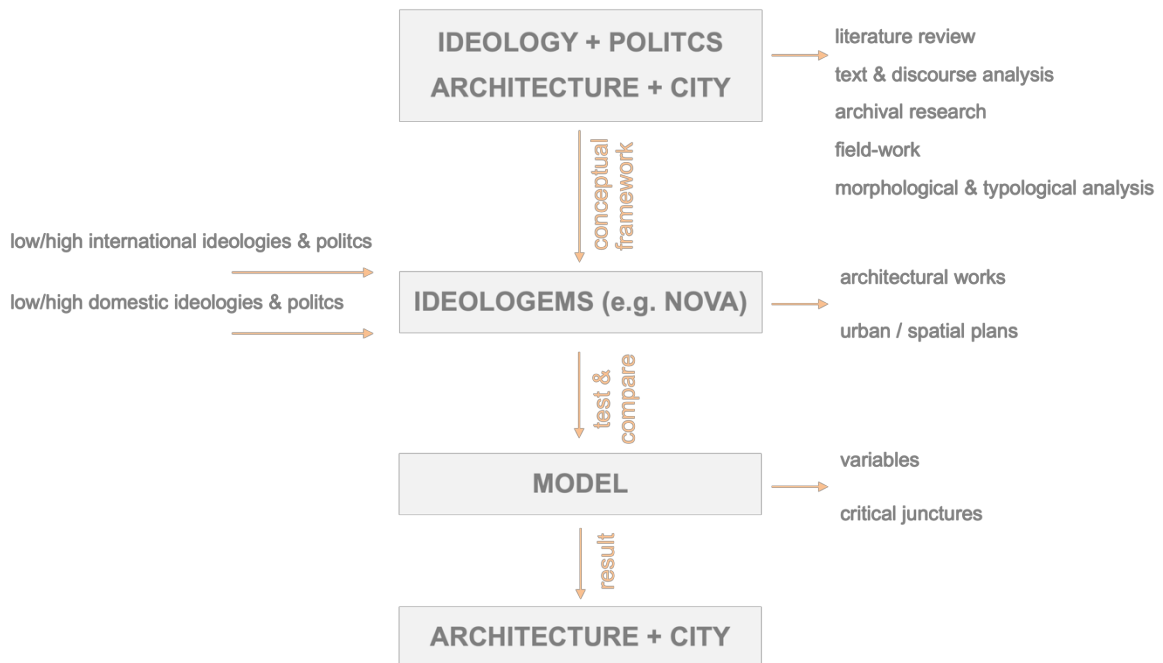 IDEOLOGY + POLITCS
ARCHITECTURE + CITY
literature review
text & discourse analysis
archival research
field-work
morphological & typological analysis
conceptual
framework
low/high international ideologies & politcs
low/high domestic ideologies & politcs
IDEOLOGEMS (e.g. NOVA)
architectural works
urban / spatial plans
test &
compare
MODEL
variables
critical junctures
result
ARCHITECTURE + CITY